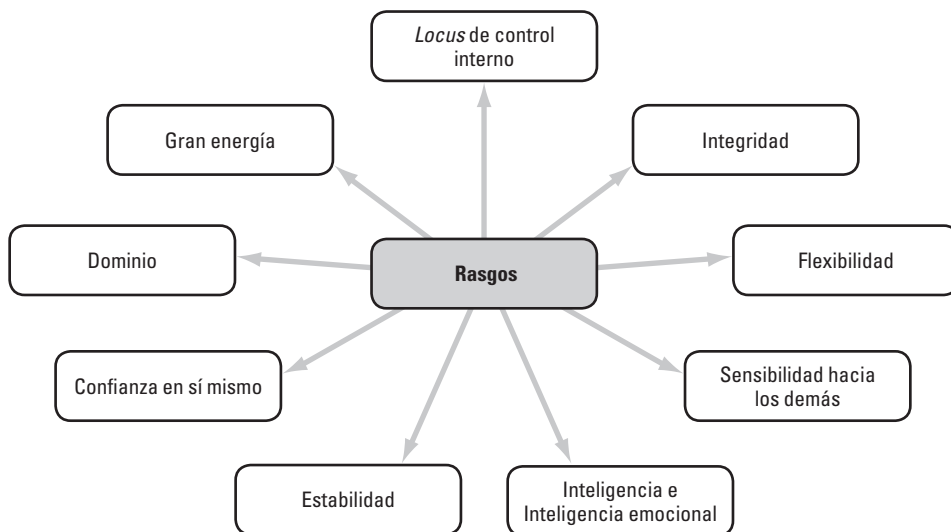 Locus de control
interno
Gran energía
Integridad
Dominio
Rasgos
Flexibilidad
Confianza en sí mismo
Sensibilidad hacia
los demás
Estabilidad
Inteligencia e
Inteligencia emocional